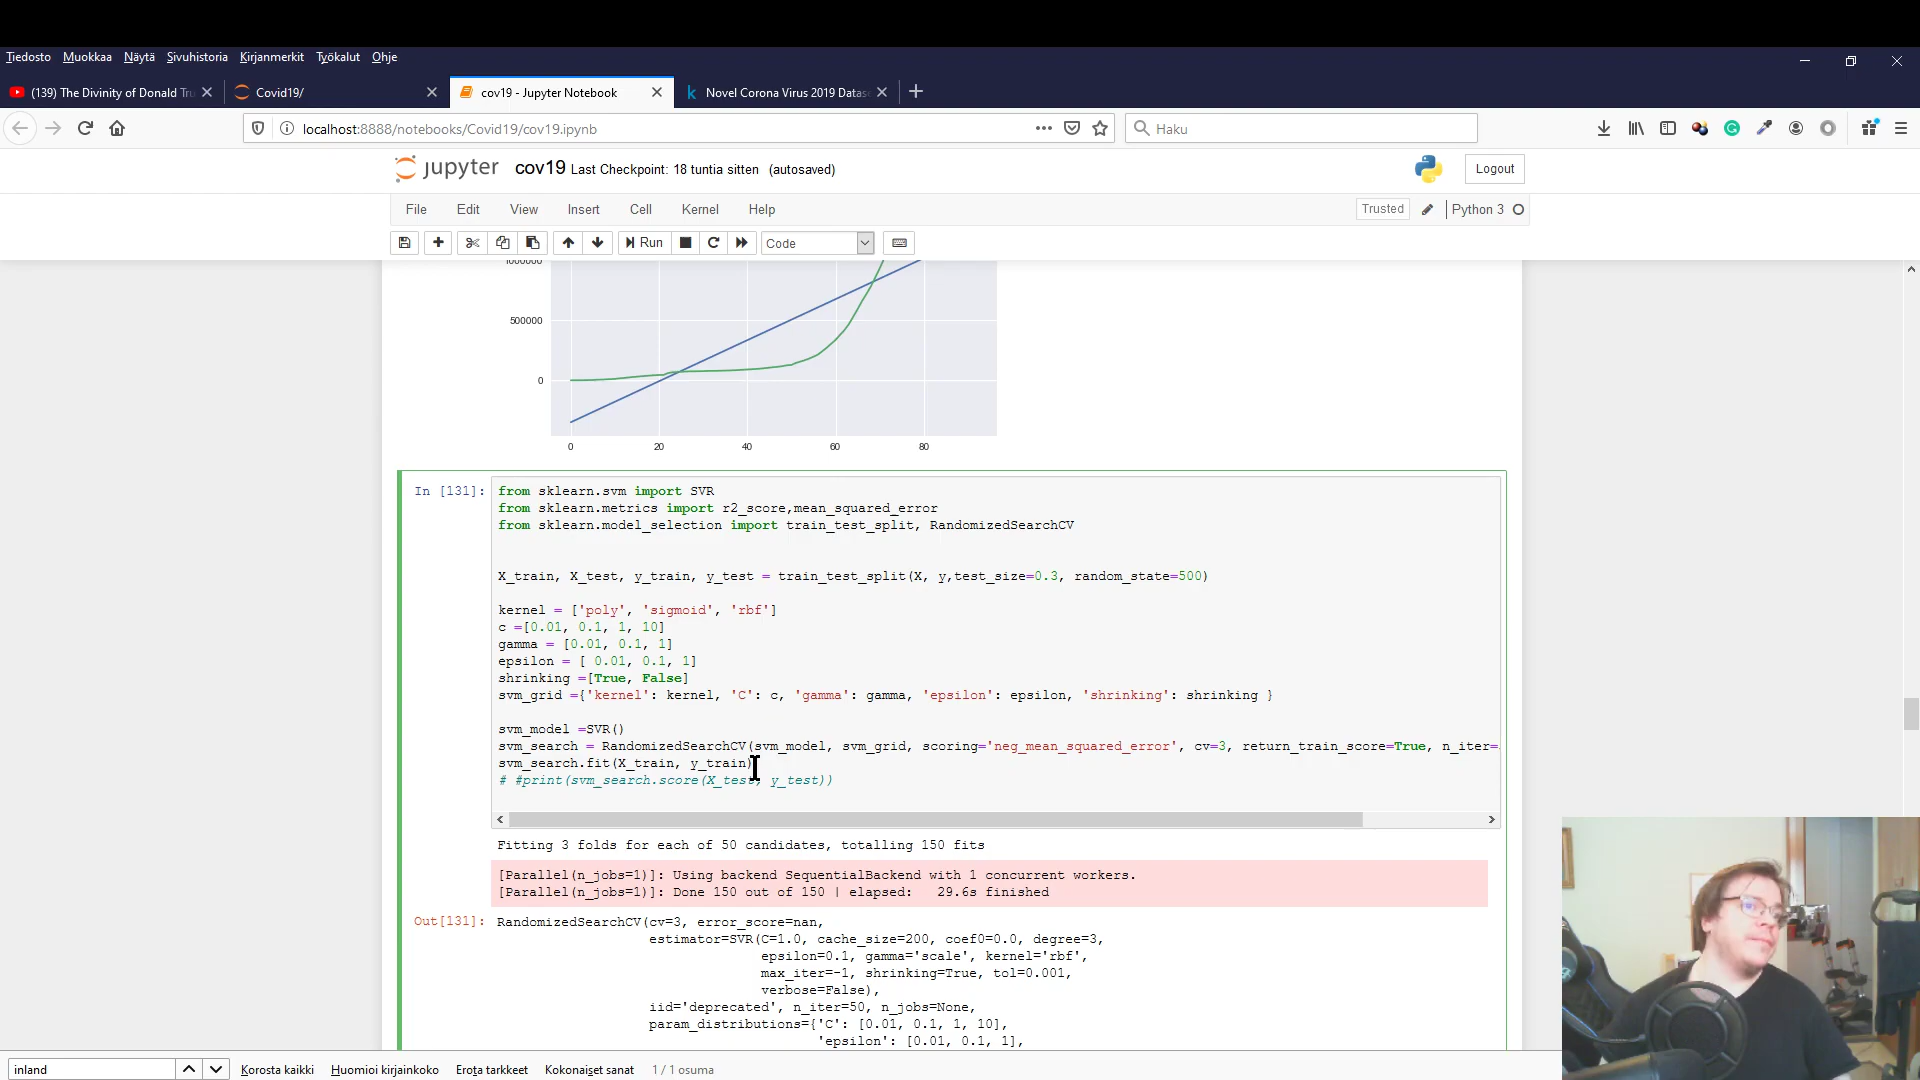 Tiedosto Muokkaa Näytä Sivuhistoria Kirjanmerkit Työkalut Ohje
(139) The Divinity of Donald Tru
Covid19/
cov19 - Jupyter Notebook
Novel Corona Virus 2019 Datas
localhost:8888/notebooks/Covid19/cov19.ipynb
Haku
jupyter cov19 Last Checkpoint: 18 tuntia sitten (autosaved)
Logout
File Edit View Insert Cell Kernel Help
Trusted
Python 3
Run
Code
1000000
500000
0
0 20 40 60 80
In [131]:
from sklearn.svm import SVR
from sklearn.metrics import r2_score,mean_squared_error
from sklearn.model_selection import train_test_split, RandomizedSearchCV
X_train, X_test, y_train, y_test = train_test_split(X, y,test_size=0.3, random_state=500)
kernel = ['poly', 'sigmoid', 'rbf']
c =[0.01, 0.1, 1, 10]
gamma = [0.01, 0.1, 1]
epsilon = [ 0.01, 0.1, 1]
shrinking =[True, False]
svm_grid ={'kernel': kernel, 'C': c, 'gamma': gamma, 'epsilon': epsilon, 'shrinking': shrinking }
svm_model =SVR()
svm_search = RandomizedSearchCV(svm_model, svm_grid, scoring='neg_mean_squared_error', cv=3, return_train_score=True, n_iter=
svm_search.fit(X_train, y_train)
# #print(svm_search.score(X_test, y_test))
Fitting 3 folds for each of 50 candidates, totalling 150 fits
[Parallel(n_jobs=1)]: Using backend SequentialBackend with 1 concurrent workers.
[Parallel(n_jobs=1)]: Done 150 out of 150 | elapsed: 29.6s finished
Out[131]:
RandomizedSearchCV(cv=3, error_score=nan,
estimator=SVR(C=1.0, cache_size=200, coef0=0.0, degree=3,
epsilon=0.1, gamma='scale', kernel='rbf',
max_iter=-1, shrinking=True, tol=0.001,
verbose=False),
iid='deprecated', n_iter=50, n_jobs=None,
param_distributions={'C': [0.01, 0.1, 1, 10],
'epsilon': [0.01, 0.1, 1],
inland
Korosta kaikki Huomioi kirjainkoko Erota tarkkeet Kokonaiset sanat 1 / 1 osuma